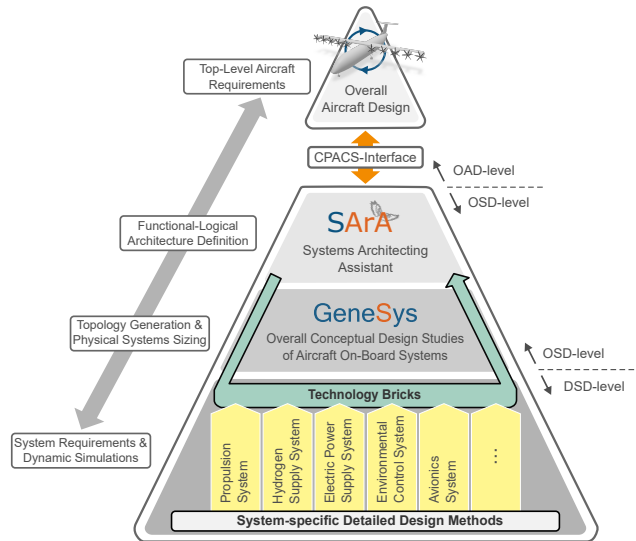 Top-Level Aircraft
Requirements
Overall
Aircraft Design
CPACS-Interface
OAD-level
OSD-level
Functional-Logical
Architecture Definition
SArA
Systems Architecting
Assistant
GeneSys
Overall Conceptual Design Studies
of Aircraft On-Board Systems
Topology Generation &
Physical Systems Sizing
OSD-level
DSD-level
Technology Bricks
System Requirements &
Dynamic Simulations
Propulsion
System
Hydrogen
Supply System
Electric Power
Supply System
Environmental
Control System
Avionics
System
...
System-specific Detailed Design Methods